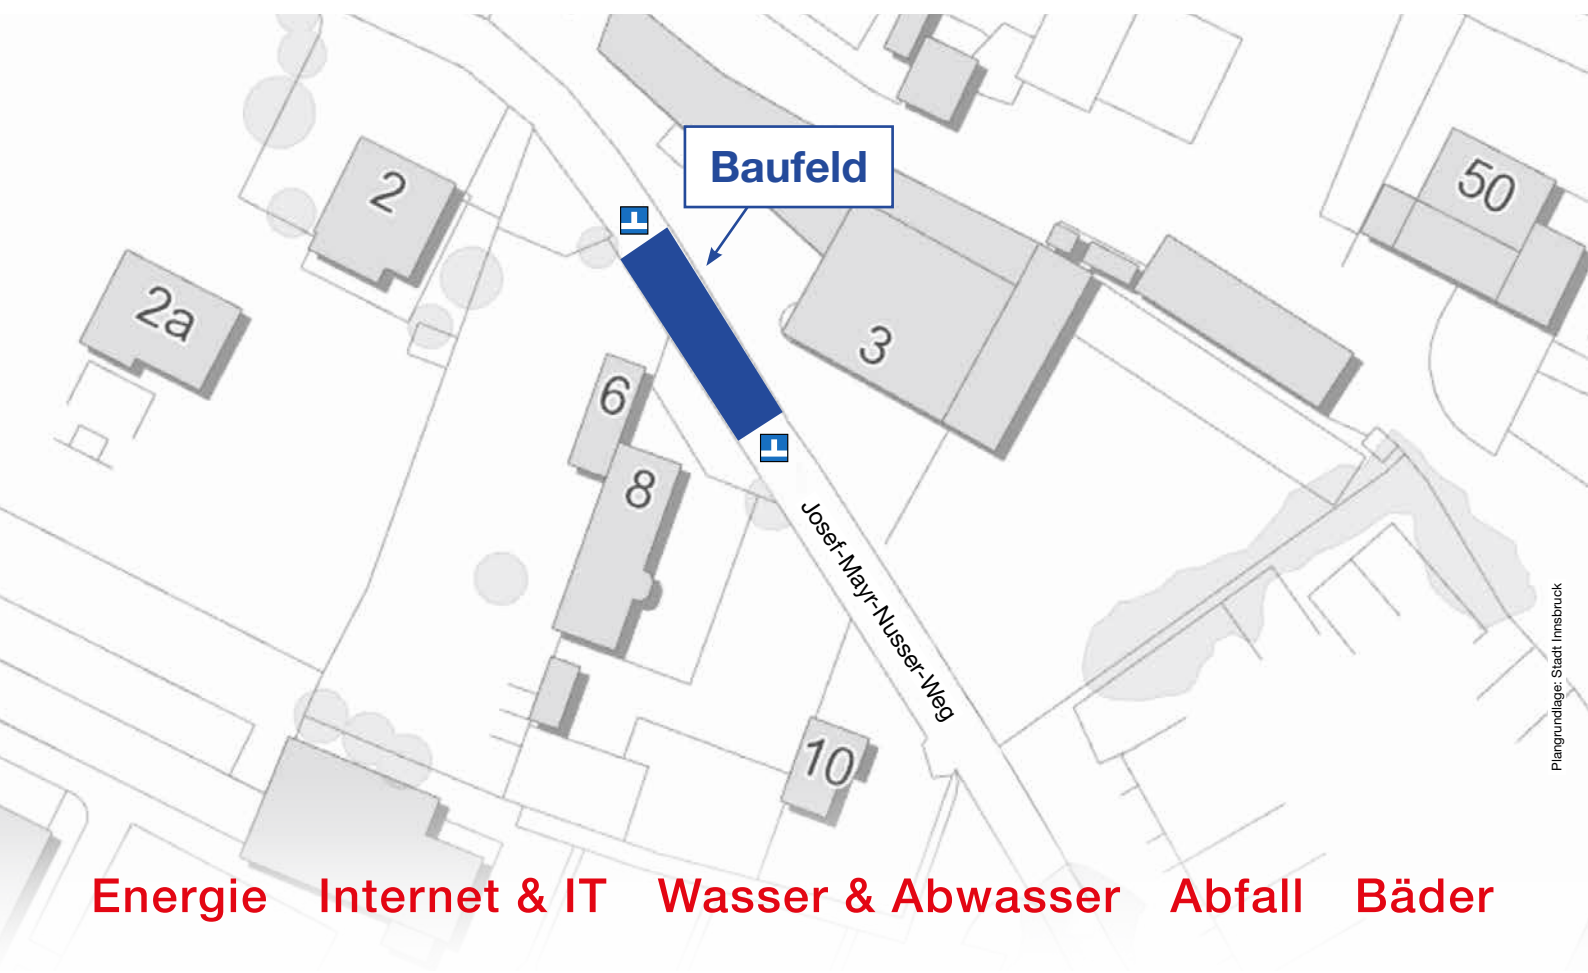 Baufeld
2
50
2a
3
6
8
Josef-Mayr-Nusser-Weg
10
Plangrundlage: Stadt Innsbruck
Energie Internet & IT Wasser & Abwasser Abfall Bäder